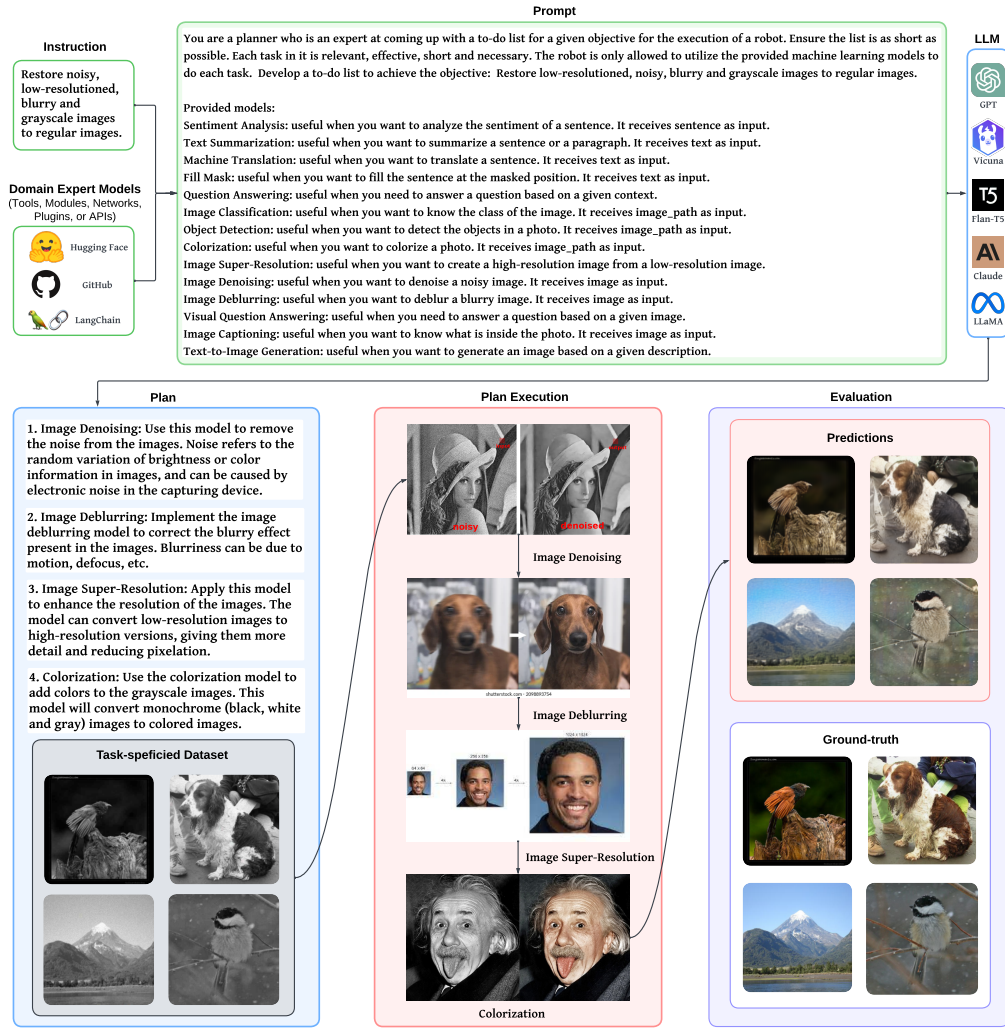 Prompt
You are a planner who is an expert at coming up with a to-do list for a given objective for the execution of a robot. Ensure the list is as short as
possible. Each task in it is relevant, effective, short and necessary. The robot is only allowed to utilize the provided machine learning models to
do each task. Develop a to-do list to achieve the objective: Restore low-resolutioned, noisy, blurry and grayscale images to regular images.
Provided models:
Sentiment Analysis: useful when you want to analyze the sentiment of a sentence. It receives sentence as input.
Text Summarization: useful when you want to summarize a sentence or a paragraph. It receives text as input.
Machine Translation: useful when you want to translate a sentence. It receives text as input.
Fill Mask: useful when you want to fill the sentence at the masked position. It receives text as input.
Question Answering: useful when you need to answer a question based on a given context.
Image Classification: useful when you want to know the class of the image. It receives image_path as input.
Object Detection: useful when you want to detect the objects in a photo. It receives image_path as input.
Colorization: useful when you want to colorize a photo. It receives image_path as input.
Image Super-Resolution: useful when you want to create a high-resolution image from a low-resolution image.
Image Denoising: useful when you want to denoise a noisy image. It receives image as input.
Image Deblurring: useful when you want to deblur a blurry image. It receives image as input.
Visual Question Answering: useful when you need to answer a question based on a given image.
Image Captioning: useful when you want to know what is inside the photo. It receives image as input.
Text-to-Image Generation: useful when you want to generate an image based on a given description.
Instruction
Restore noisy,
low-resolutioned,
blurry and
grayscale images
to regular images.
Domain Expert Models
(Tools, Modules, Networks,
Plugins, or APIs)
Hugging Face
GitHub
LangChain
LLM
GPT
Vicuna
T5
Flan-T5
Claude
LLaMA
Plan
1. Image Denoising: Use this model to remove
the noise from the images. Noise refers to the
random variation of brightness or color
information in images, and can be caused by
electronic noise in the capturing device.
2. Image Deblurring: Implement the image
deblurring model to correct the blurry effect
present in the images. Blurriness can be due to
motion, defocus, etc.
3. Image Super-Resolution: Apply this model
to enhance the resolution of the images. The
model can convert low-resolution images to
high-resolution versions, giving them more
detail and reducing pixelation.
4. Colorization: Use the colorization model to
add colors to the grayscale images. This
model will convert monochrome (black, white
and gray) images to colored images.
Task-speficied Dataset
Plan Execution
noisy
denoised
Image Denoising
shutterstock.com · 2098893754
Image Deblurring
64 x 64
4x
256 x 256
4x
1024 x 1024
Image Super-Resolution
Colorization
Evaluation
Predictions
Ground-truth